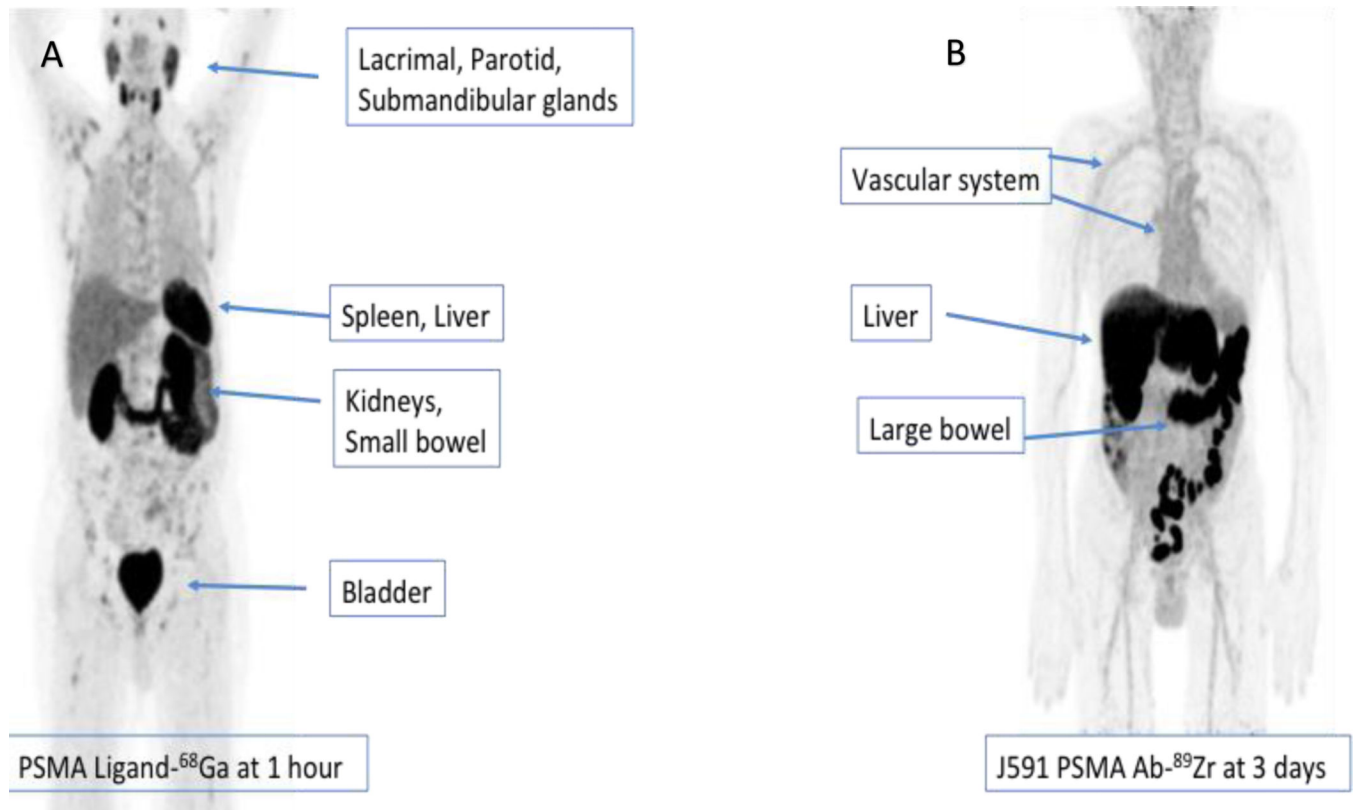 A
Lacrimal, Parotid,
Submandibular glands
Spleen, Liver
Kidneys,
Small bowel
Bladder
PSMA Ligand-⁶⁸Ga at 1 hour
B
Vascular system
Liver
Large bowel
J591 PSMA Ab-⁸⁹Zr at 3 days